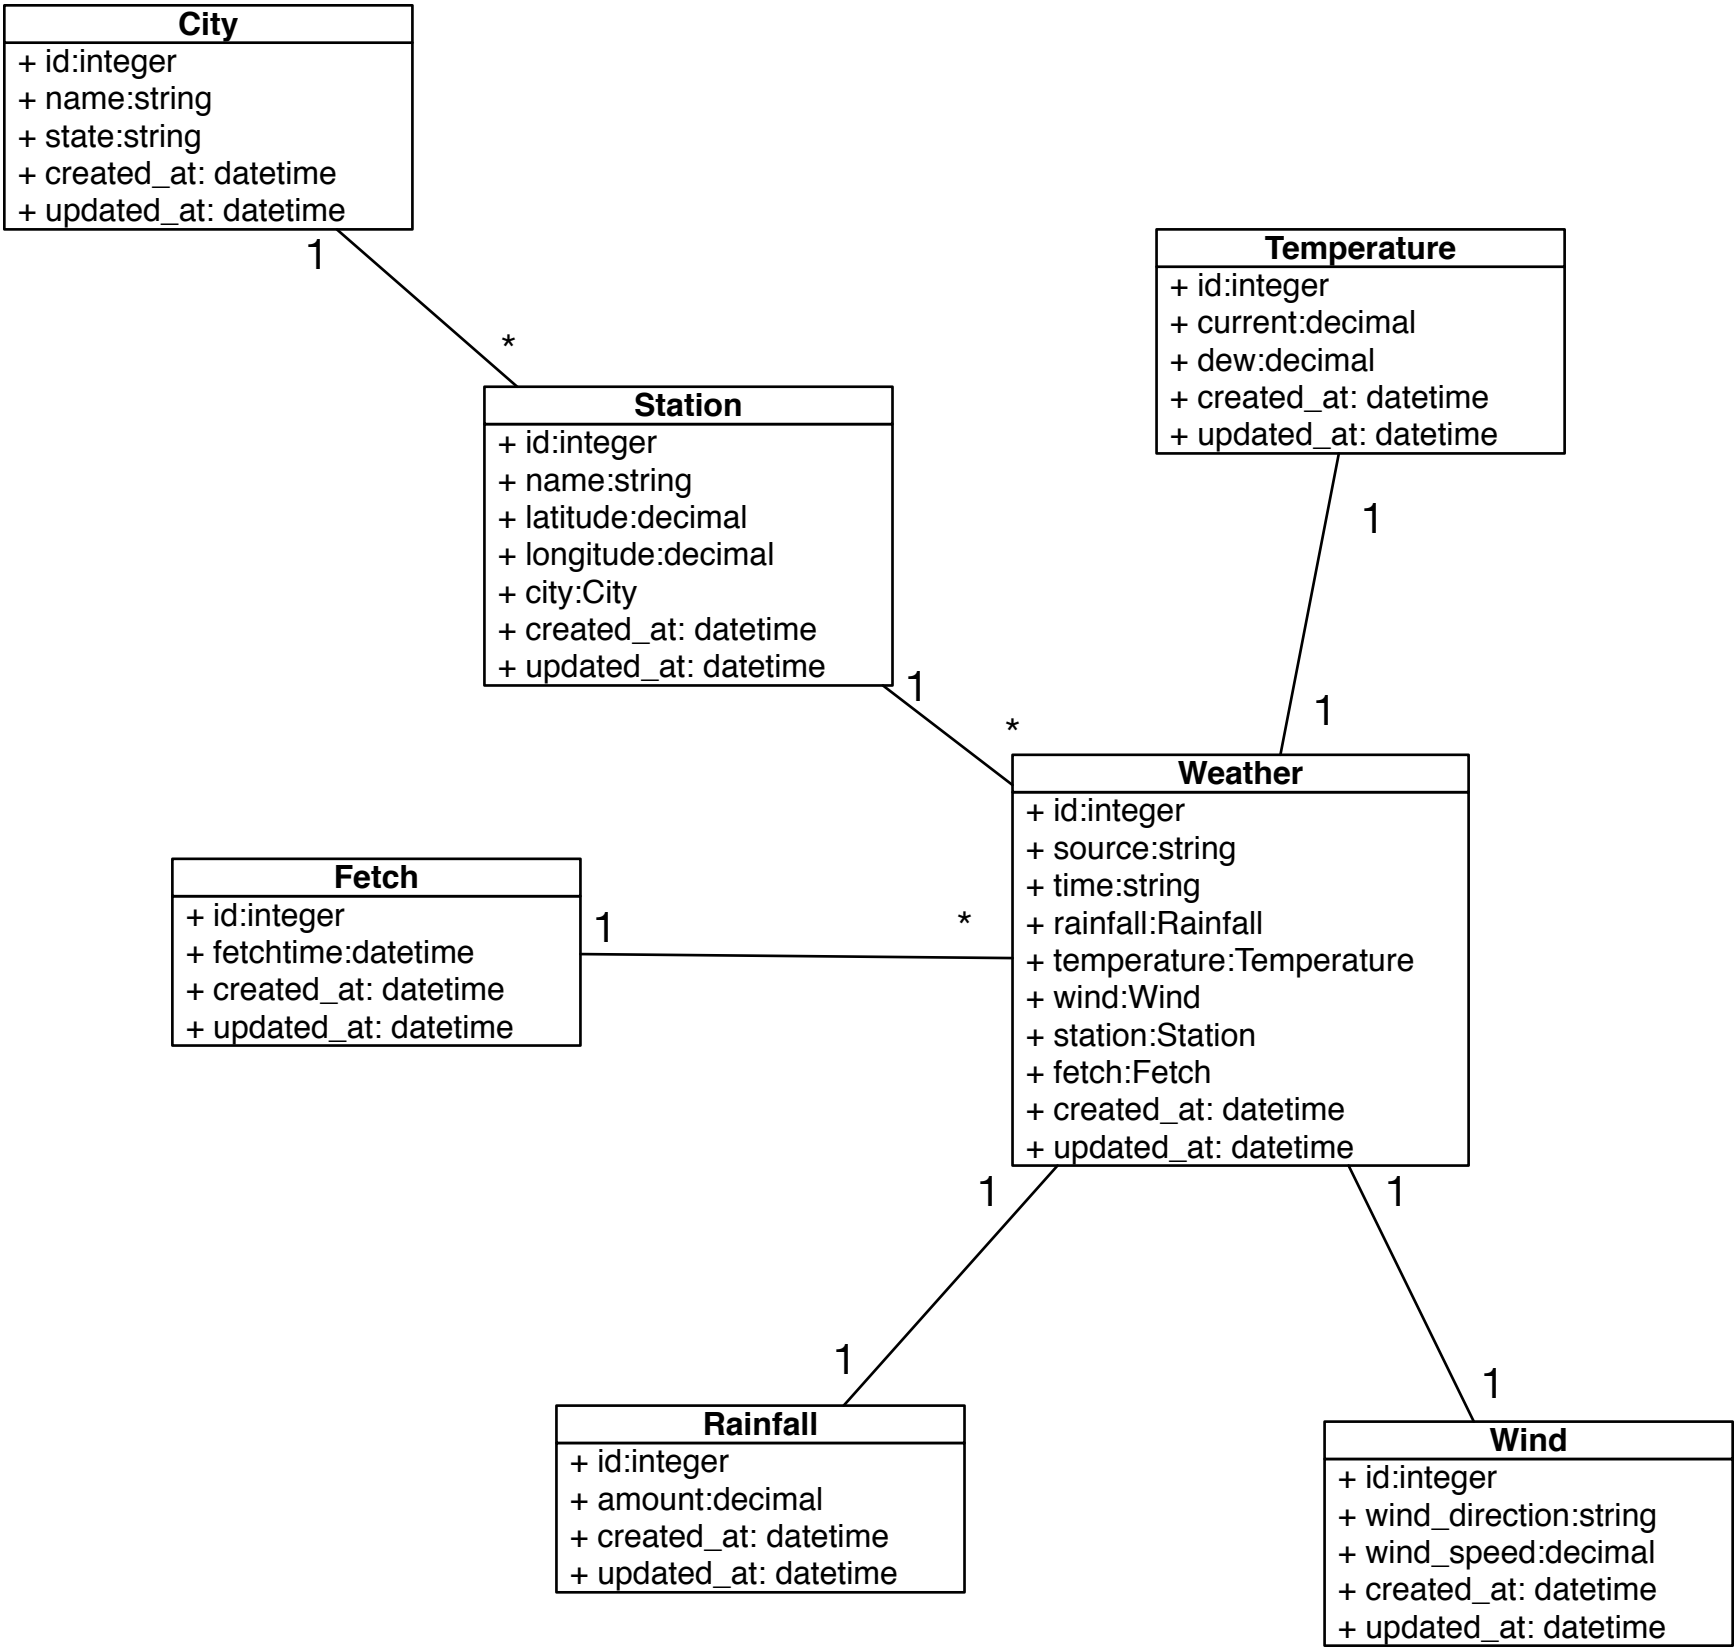 City
+ id:integer
+ name:string
+ state:string
+ created_at: datetime
+ updated_at: datetime
1
*
Station
+ id:integer
+ name:string
+ latitude:decimal
+ longitude:decimal
+ city:City
+ created_at: datetime
+ updated_at: datetime
1
*
Temperature
+ id:integer
+ current:decimal
+ dew:decimal
+ created_at: datetime
+ updated_at: datetime
1
1
Weather
+ id:integer
+ source:string
+ time:string
+ rainfall:Rainfall
+ temperature:Temperature
+ wind:Wind
+ station:Station
+ fetch:Fetch
+ created_at: datetime
+ updated_at: datetime
Fetch
+ id:integer
+ fetchtime:datetime
+ created_at: datetime
+ updated_at: datetime
1
*
1
1
1
1
Rainfall
+ id:integer
+ amount:decimal
+ created_at: datetime
+ updated_at: datetime
Wind
+ id:integer
+ wind_direction:string
+ wind_speed:decimal
+ created_at: datetime
+ updated_at: datetime